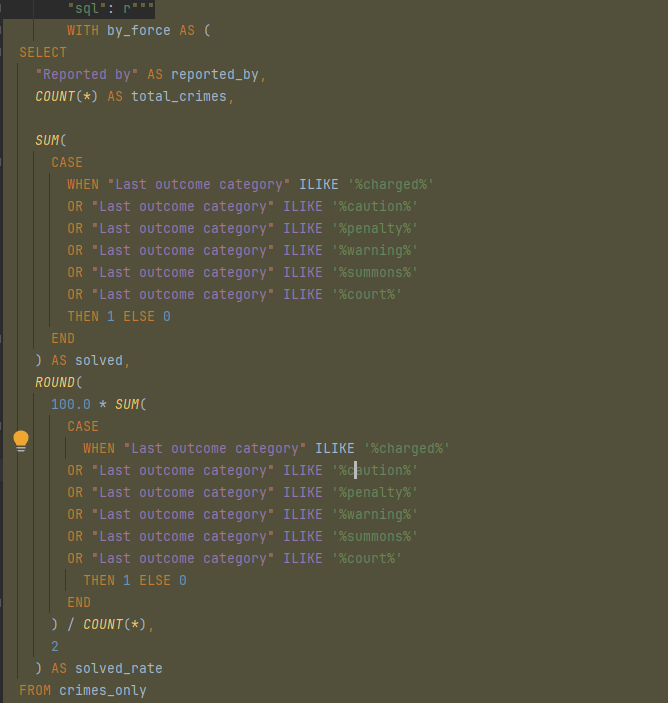 "sql": r"""
WITH by_force AS (
SELECT
"Reported by" AS reported_by,
COUNT(*) AS total_crimes,
SUM(
CASE
WHEN "Last outcome category" ILIKE '%charged%'
OR "Last outcome category" ILIKE '%caution%'
OR "Last outcome category" ILIKE '%penalty%'
OR "Last outcome category" ILIKE '%warning%'
OR "Last outcome category" ILIKE '%summons%'
OR "Last outcome category" ILIKE '%court%'
THEN 1 ELSE 0
END
) AS solved,
ROUND(
100.0 * SUM(
CASE
WHEN "Last outcome category" ILIKE '%charged%'
OR "Last outcome category" ILIKE '%caution%'
OR "Last outcome category" ILIKE '%penalty%'
OR "Last outcome category" ILIKE '%warning%'
OR "Last outcome category" ILIKE '%summons%'
OR "Last outcome category" ILIKE '%court%'
THEN 1 ELSE 0
END
) / COUNT(*),
2
) AS solved_rate
FROM crimes_only